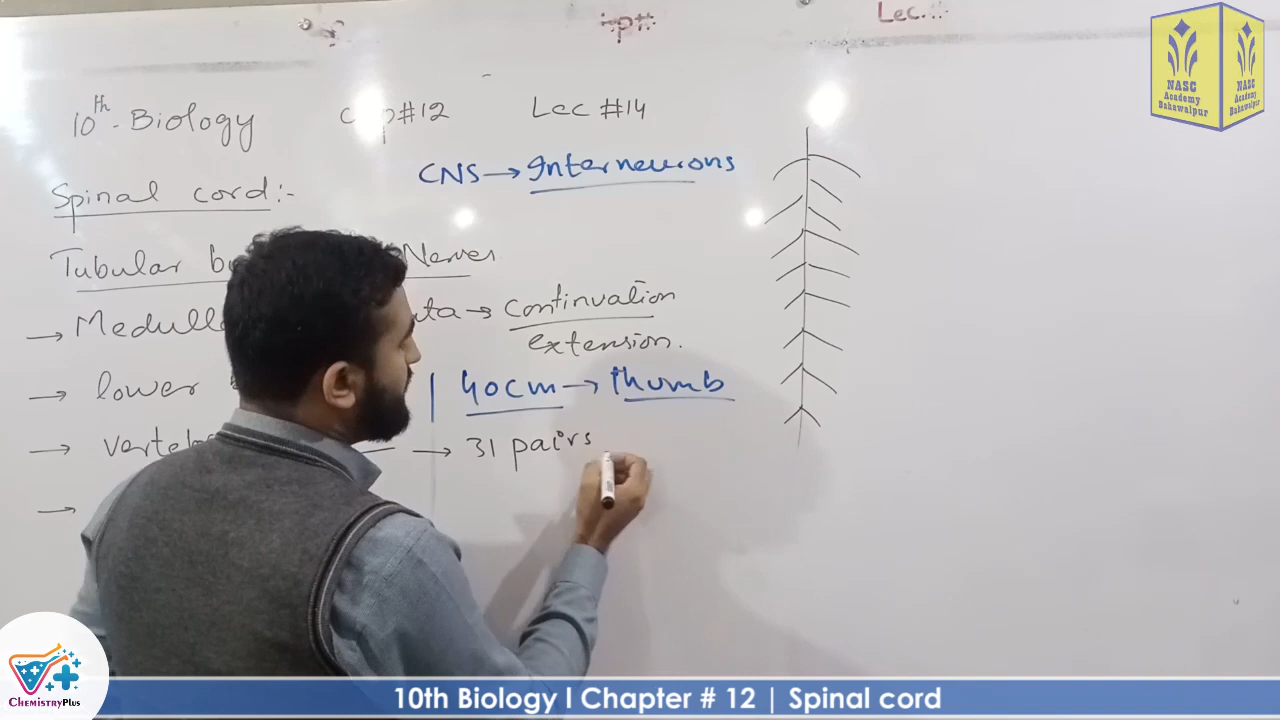 Lec.
10th. Biology
#12
Lec #14
CNS → Interneurons
Spinal cord:-
Tubular Nerves
→ Medull ata → Continuation
extension.
→ lower | 40cm → thumb
→ verteb → 31 pairs
→
NASC
Academy
Bahawalpur
NASC
Academy
Bahawalpur
ChemistryPlus
10th Biology I Chapter # 12 | Spinal cord